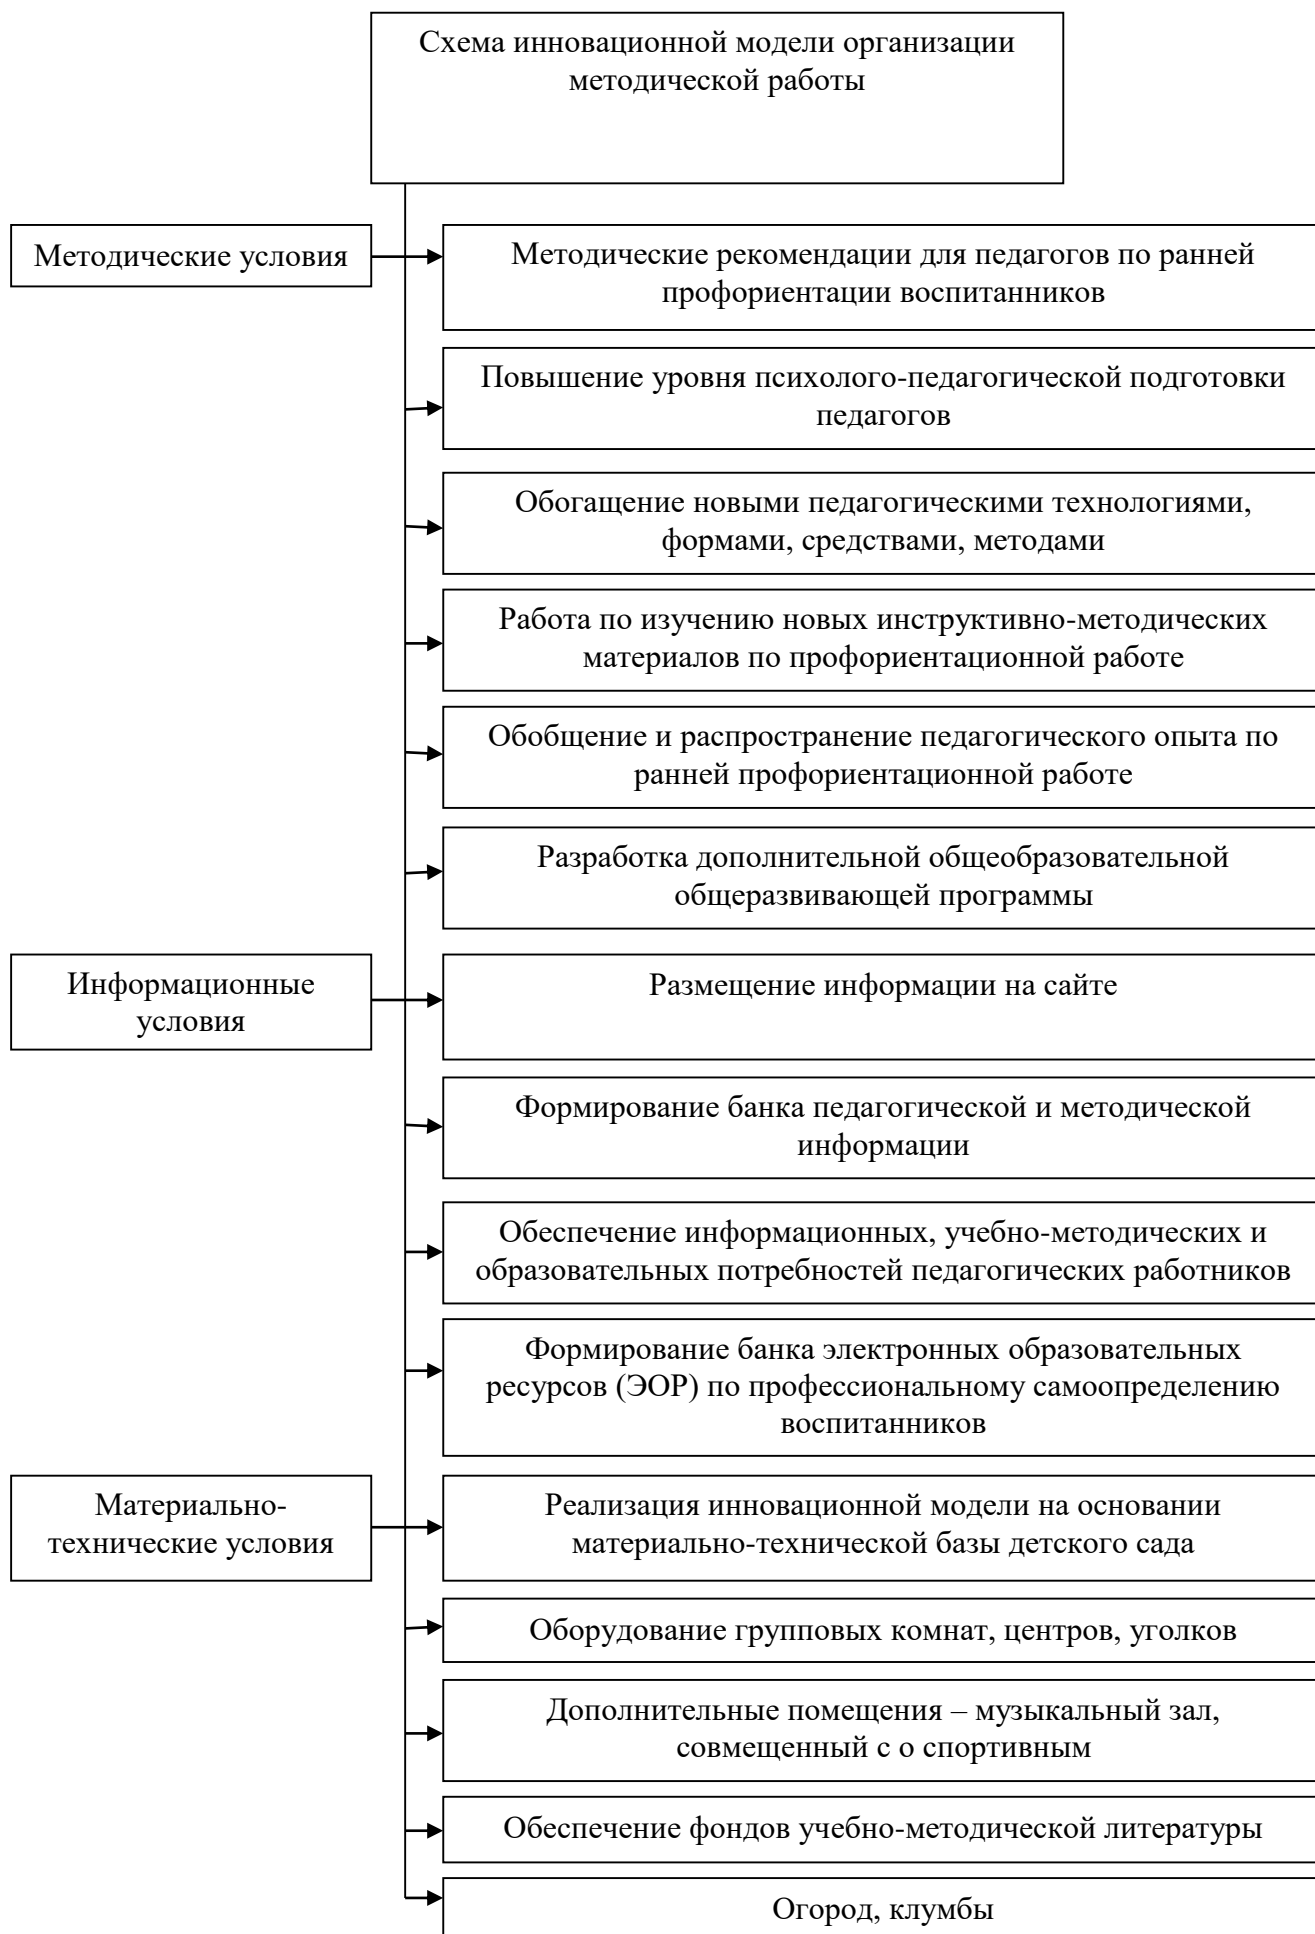 Схема инновационной модели организации
методической работы
Методические условия
Методические рекомендации для педагогов по ранней
профориентации воспитанников
Повышение уровня психолого-педагогической подготовки
педагогов
Обогащение новыми педагогическими технологиями,
формами, средствами, методами
Работа по изучению новых инструктивно-методических
материалов по профориентационной работе
Обобщение и распространение педагогического опыта по
ранней профориентационной работе
Разработка дополнительной общеобразовательной
общеразвивающей программы
Информационные
условия
Размещение информации на сайте
Формирование банка педагогической и методической
информации
Обеспечение информационных, учебно-методических и
образовательных потребностей педагогических работников
Формирование банка электронных образовательных
ресурсов (ЭОР) по профессиональному самоопределению
воспитанников
Материально-
технические условия
Реализация инновационной модели на основании
материально-технической базы детского сада
Оборудование групповых комнат, центров, уголков
Дополнительные помещения – музыкальный зал,
совмещенный с о спортивным
Обеспечение фондов учебно-методической литературы
Огород, клумбы